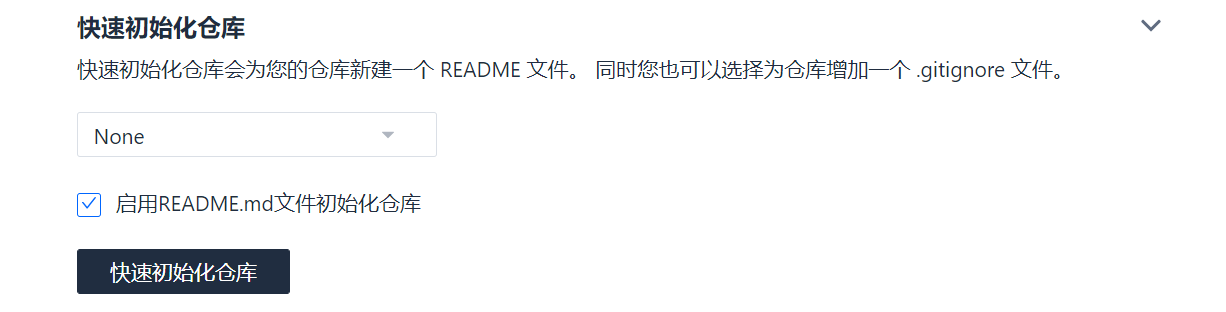 快速初始化仓库
快速初始化仓库会为您的仓库新建一个 README 文件。 同时您也可以选择为仓库增加一个 .gitignore 文件。
None
启用README.md文件初始化仓库
快速初始化仓库